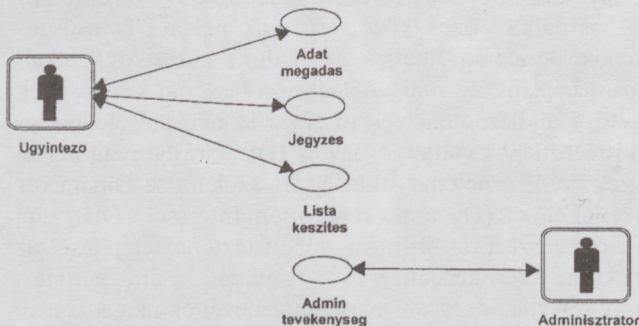 Adat
megadas
Ugyintezo
Jegyzes
Lista
keszites
Admin
tevekenyseg
Adminisztrator